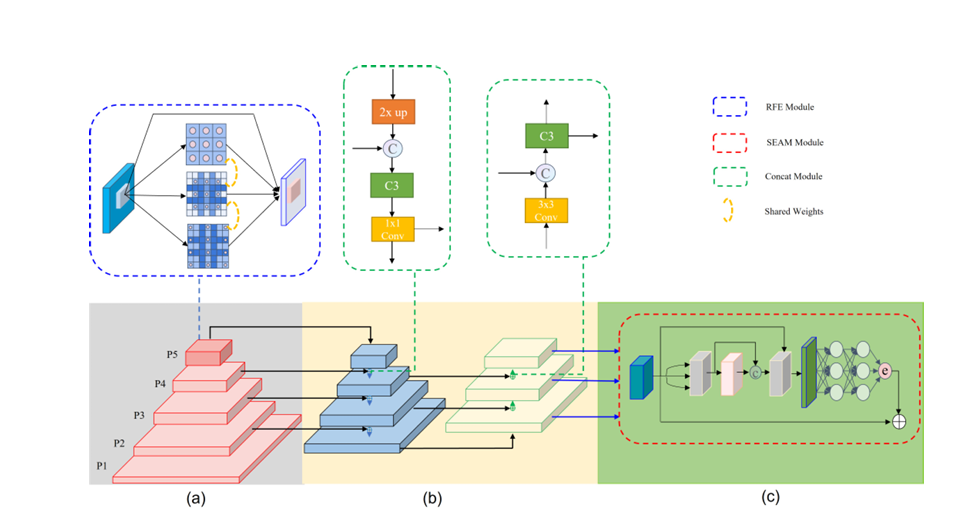 2x up
C
C3
1x1
Conv
C3
C
3x3
Conv
RFE Module
SEAM Module
Concat Module
Shared Weights
P5
P4
P3
P2
P1
e
(a)
(b)
(c)